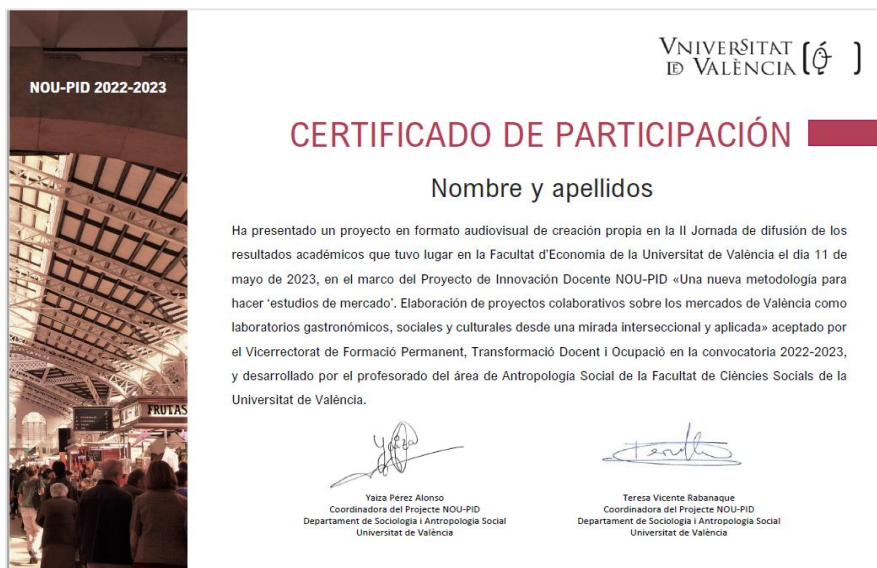 NOU-PID 2022-2023
VNIVERSITAT
DE VALÈNCIA
CERTIFICADO DE PARTICIPACIÓN
Nombre y apellidos
Ha presentado un proyecto en formato audiovisual de creación propia en la II Jornada de difusión de los
resultados académicos que tuvo lugar en la Facultat d'Economia de la Universitat de València el dia 11 de
mayo de 2023, en el marco del Proyecto de Innovación Docente NOU-PID «Una nueva metodología para
hacer 'estudios de mercado'. Elaboración de proyectos colaborativos sobre los mercados de València como
laboratorios gastronómicos, sociales y culturales desde una mirada interseccional y aplicada» aceptado por
el Vicerrectorat de Formació Permanent, Transformació Docent i Ocupació en la convocatoria 2022-2023,
y desarrollado por el profesorado del área de Antropología Social de la Facultat de Ciències Socials de la
Universitat de València.
FRUTAS
Yaiza
Yaiza Pérez Alonso
Coordinadora del Projecte NOU-PID
Departament de Sociologia i Antropologia Social
Universitat de València
Teresa Vicente Rabanaque
Coordinadora del Projecte NOU-PID
Departament de Sociologia i Antropologia Social
Universitat de València